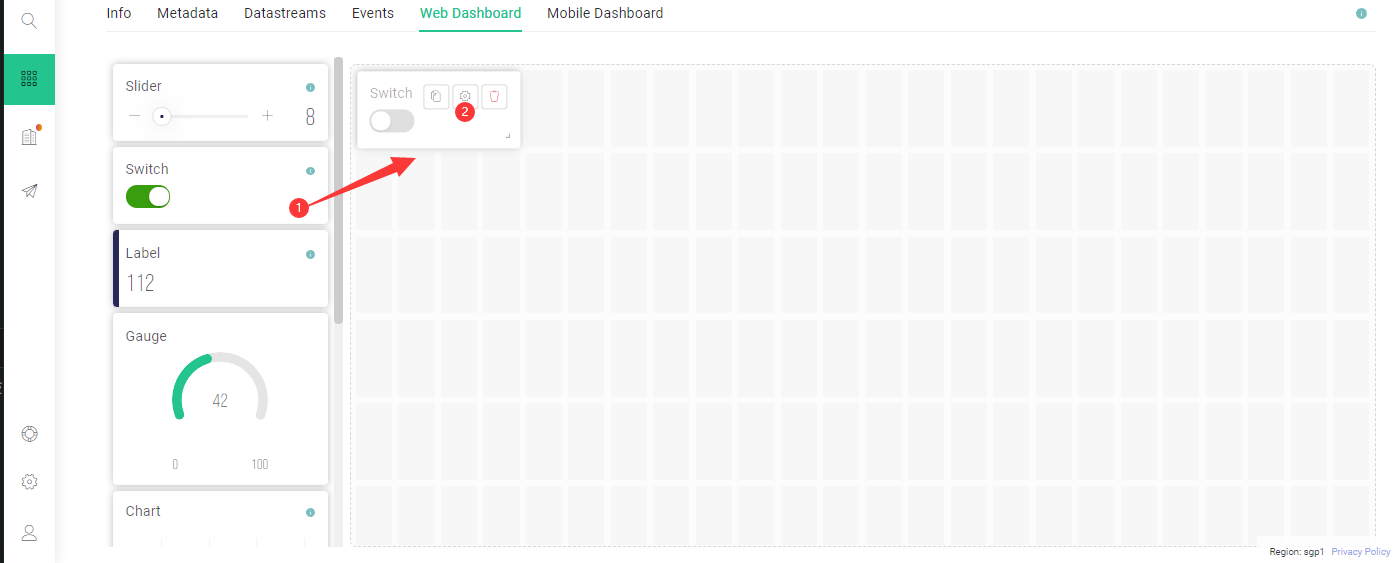 Info Metadata Datastreams Events Web Dashboard Mobile Dashboard
Slider
8
Switch
Label
112
Gauge
42
0 100
Chart
Switch
2
1
Region: sgp1 Privacy Policy